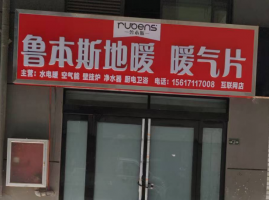 rubens
鲁本斯地暖 暖气片
主营：水电暖 空气能 壁挂炉 净水器 厨电卫浴 电话：15617117008 互联网店